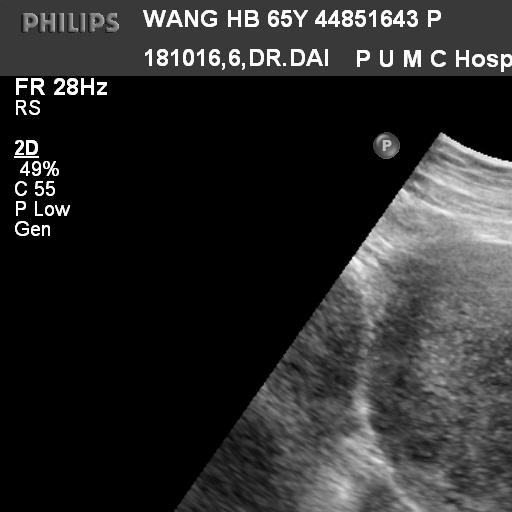 PHILIPS
WANG HB 65Y 44851643 P
181016,6,DR.DAI P U M C Hosp
FR 28Hz
RS
P
2D
49%
C 55
P Low
Gen